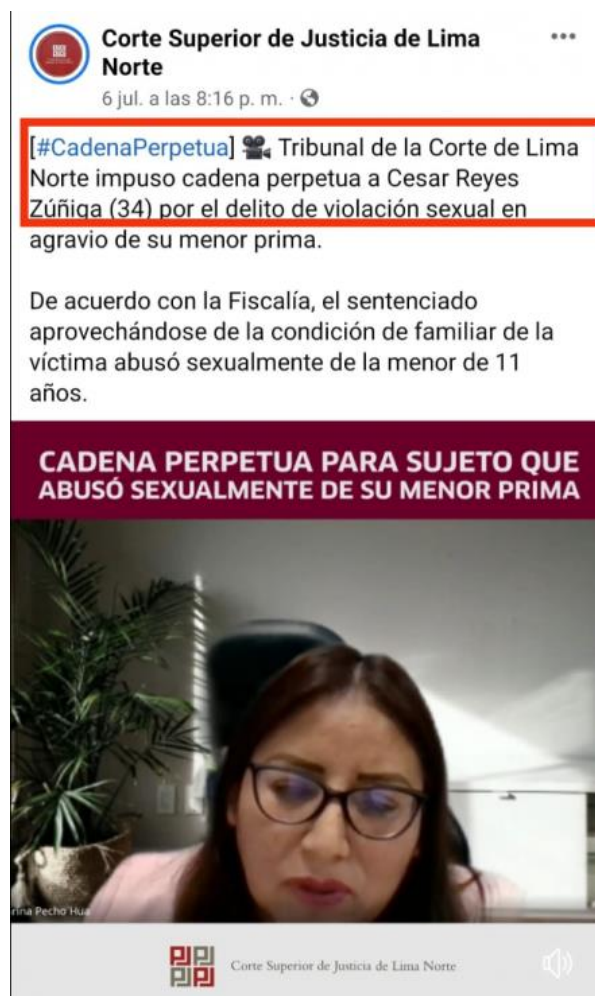 Corte Superior de Justicia de Lima
Norte
6 jul. a las 8:16 p. m. ·
[#CadenaPerpetua] 🎥 Tribunal de la Corte de Lima
Norte impuso cadena perpetua a Cesar Reyes
Zúñiga (34) por el delito de violación sexual en
agravio de su menor prima.
De acuerdo con la Fiscalía, el sentenciado
aprovechándose de la condición de familiar de la
víctima abusó sexualmente de la menor de 11
años.
CADENA PERPETUA PARA SUJETO QUE
ABUSÓ SEXUALMENTE DE SU MENOR PRIMA
rina Pecho Hua
PJ PJ
PJ PJ
Corte Superior de Justicia de Lima Norte